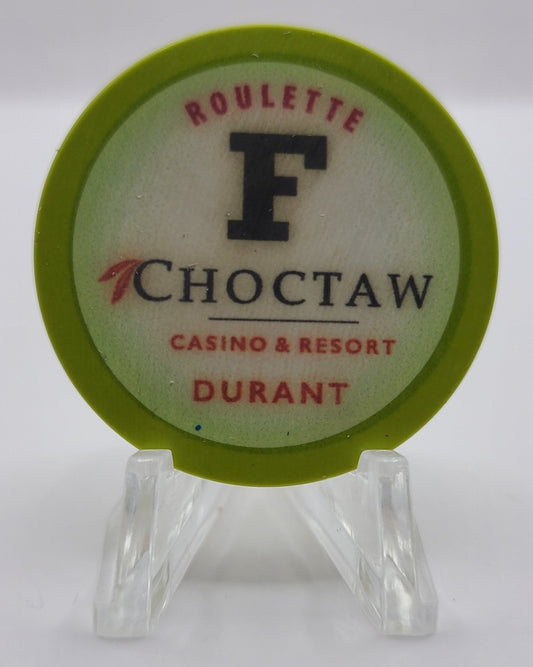 ROULETTE
F
CHOCTAW
CASINO & RESORT
DURANT